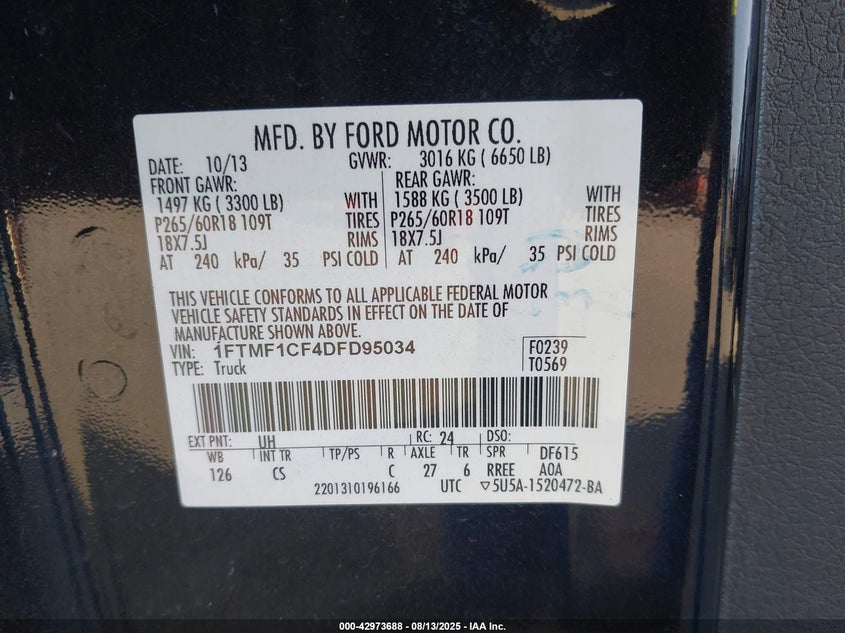 MFD. BY FORD MOTOR CO.
DATE: 10/13 GVWR: 3016 KG ( 6650 LB)
FRONT GAWR: REAR GAWR:
1497 KG ( 3300 LB) WITH 1588 KG ( 3500 LB) WITH
P265/60R18 109T TIRES P265/60R18 109T TIRES
18X7.5J RIMS 18X7.5J RIMS
AT 240 kPa/ 35 PSI COLD AT 240 kPa/ 35 PSI COLD
THIS VEHICLE CONFORMS TO ALL APPLICABLE FEDERAL MOTOR
VEHICLE SAFETY STANDARDS IN EFFECT ON THE DATE OF
MANUFACTURE SHOWN ABOVE.
VIN: 1FTMF1CF4DFD95034 F0239
TYPE: Truck T0569
EXT PNT: UH RC: 24 DSO:
WB INT TR TP/PS R AXLE TR SPR DF615
126 CS C 27 6 RREE A0A
2201310196166 UTC ▽5U5A-1520472-BA
000-42973688 - 08/13/2025 - IAA Inc.